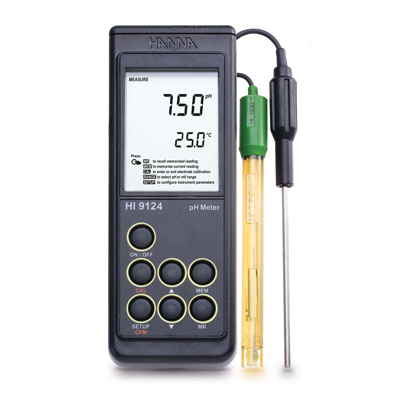 HANNA
MEASURE
7.50 pH
25.0 °C
Press:
MR to recall memorized reading
MEM to memorize current reading
CAL to enter or exit electrode calibration
RANGE to select pH or mV range
SETUP to configure instrument parameters
HI 9124 pH Meter
ON / OFF
CAL ▲ MEM
SETUP ▼ MR
CFM